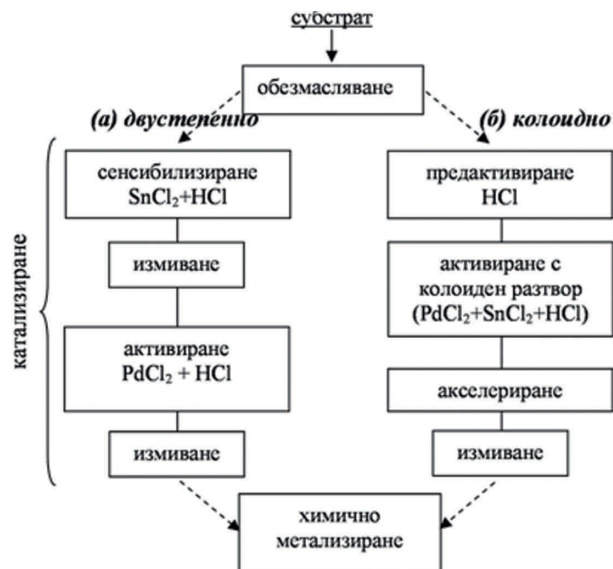 субстрат
обезмасляване
(а) двустепенно
(б) колоидно
катализиране
сенсибилизиране
SnCl₂+HCl
измиване
активиране
PdCl₂ + HCl
измиване
предактивиране
HCl
активиране с
колоиден разтвор
(PdCl₂+SnCl₂+HCl)
акселериране
измиване
химично
метализиране